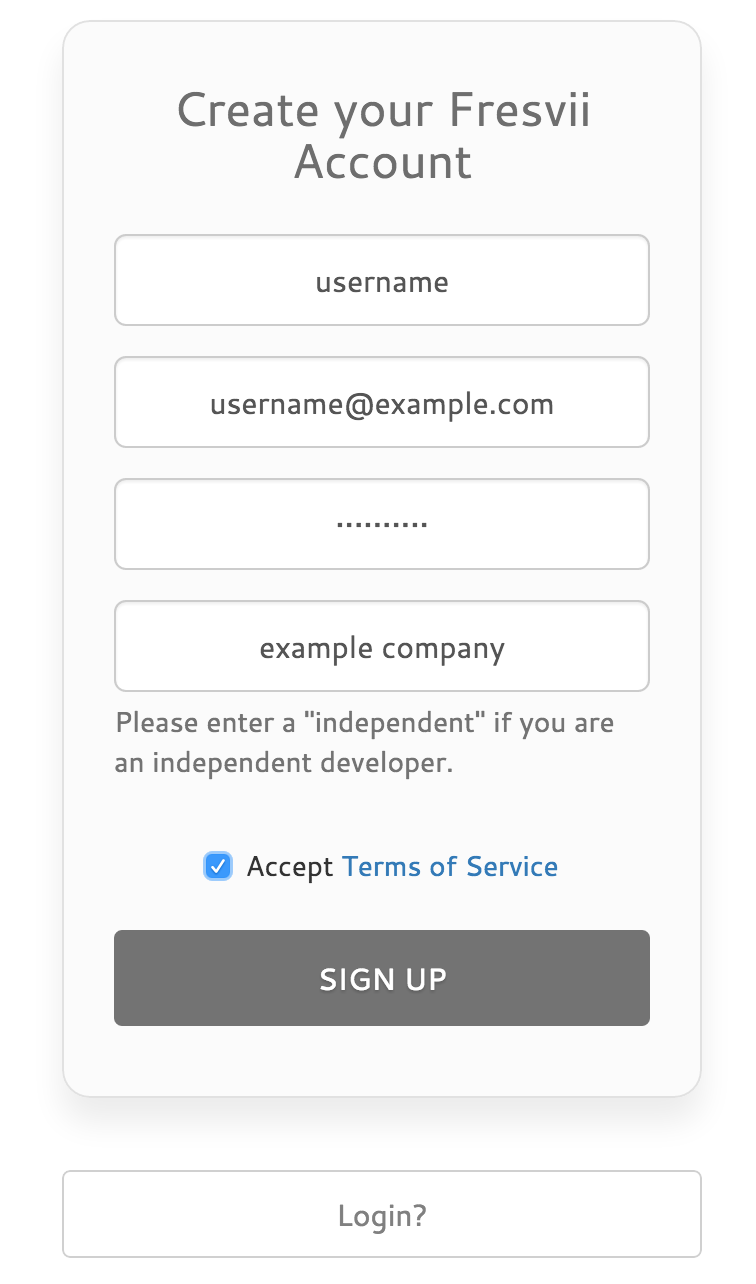 Create your Fresvii
Account
username
username@example.com
··········
example company
Please enter a "independent" if you are
an independent developer.
Accept Terms of Service
SIGN UP
Login?